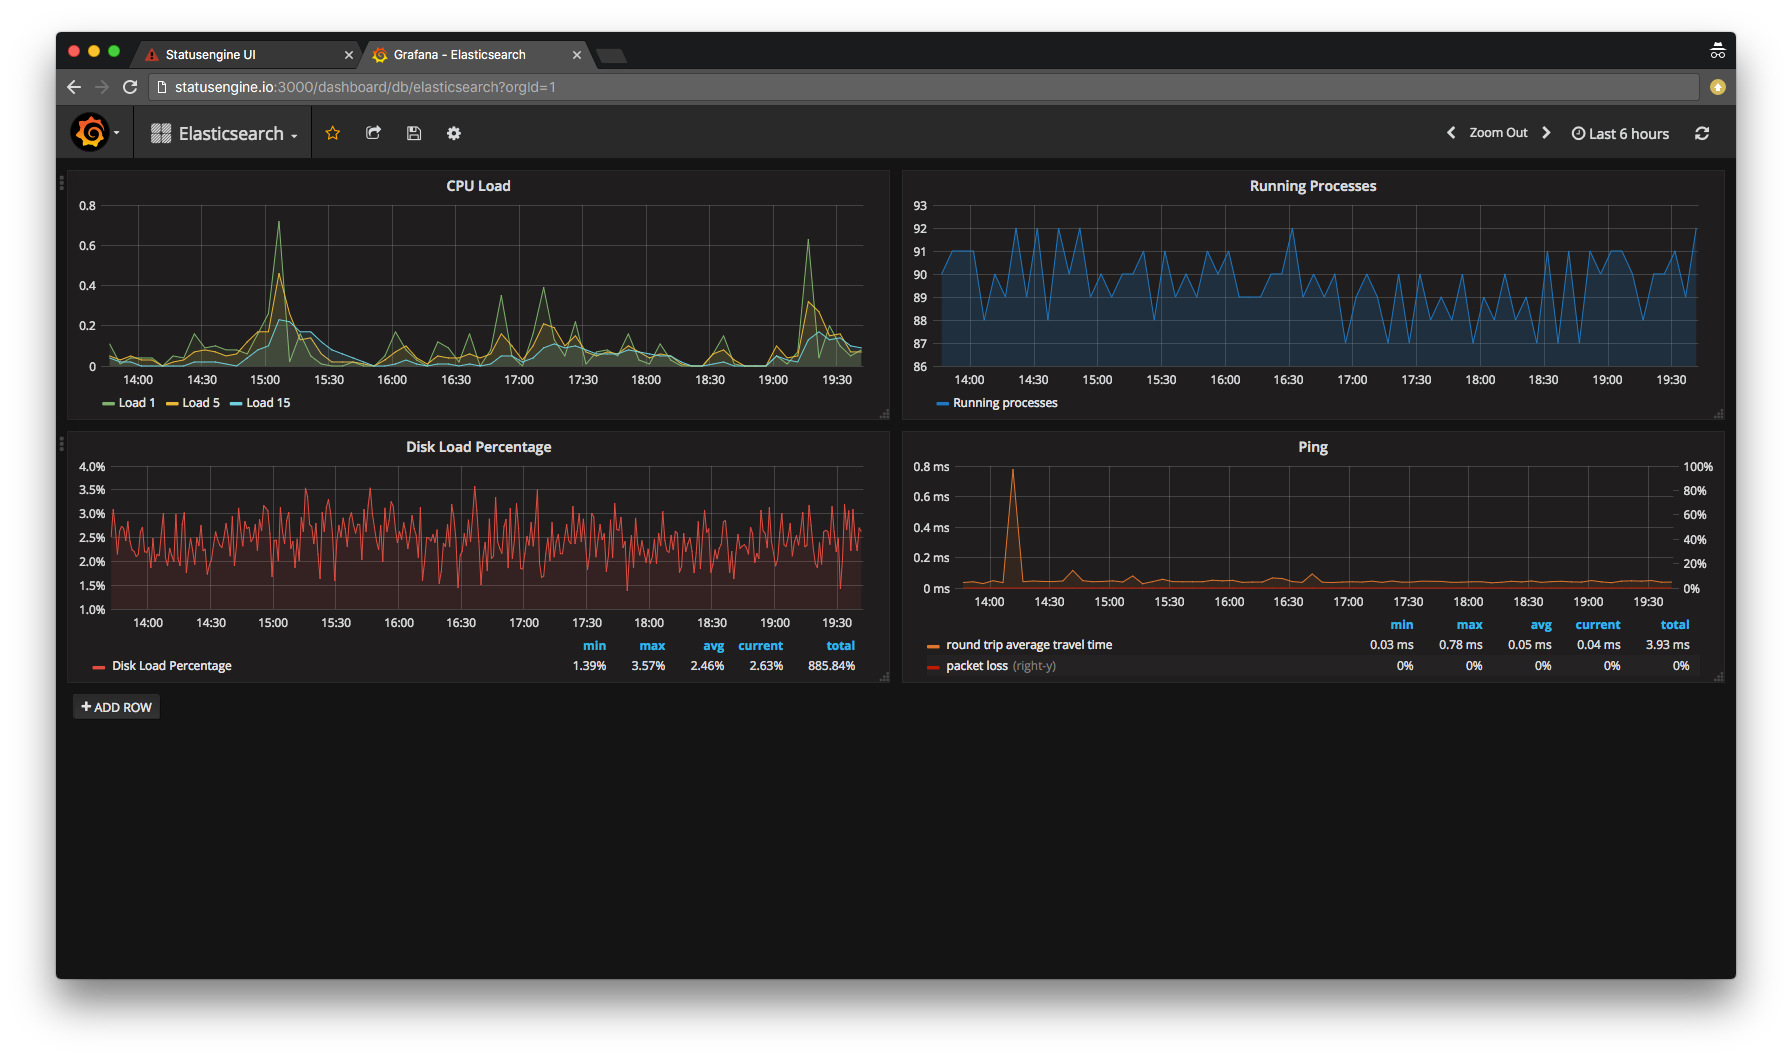 Statusengine UI
Grafana - Elasticsearch
statusengine.io:3000/dashboard/db/elasticsearch?orgId=1
Elasticsearch
Zoom Out
Last 6 hours
CPU Load
0.8
0.6
0.4
0.2
0
14:00 14:30 15:00 15:30 16:00 16:30 17:00 17:30 18:00 18:30 19:00 19:30
Load 1 Load 5 Load 15
Running Processes
93
92
91
90
89
88
87
86
14:00 14:30 15:00 15:30 16:00 16:30 17:00 17:30 18:00 18:30 19:00 19:30
Running processes
Disk Load Percentage
4.0%
3.5%
3.0%
2.5%
2.0%
1.5%
1.0%
14:00 14:30 15:00 15:30 16:00 16:30 17:00 17:30 18:00 18:30 19:00 19:30
min max avg current total
Disk Load Percentage 1.39% 3.57% 2.46% 2.63% 885.84%
Ping
0.8 ms 100%
80%
0.6 ms
60%
0.4 ms
40%
0.2 ms
20%
0 ms 0%
14:00 14:30 15:00 15:30 16:00 16:30 17:00 17:30 18:00 18:30 19:00 19:30
min max avg current total
round trip average travel time 0.03 ms 0.78 ms 0.05 ms 0.04 ms 3.93 ms
packet loss (right-y) 0% 0% 0% 0% 0%
+ ADD ROW